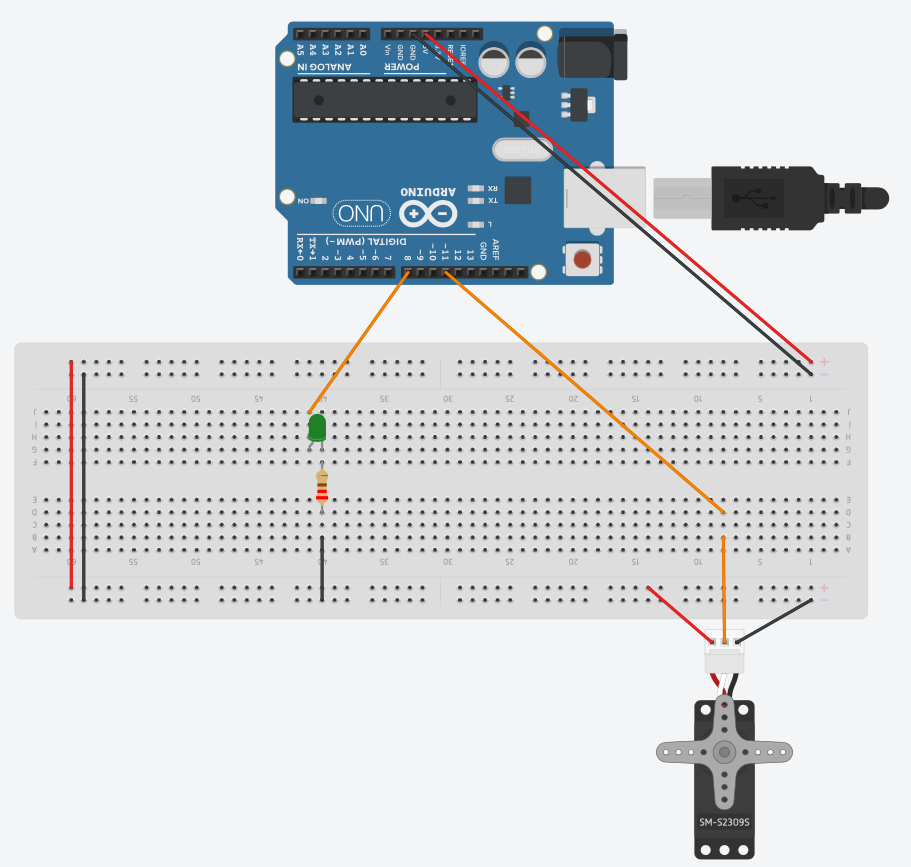 A5 A4 A3 A2 A1 A0
Vin GND GND 5V
IOREF
ANALOG IN
POWER
RX
TX
L
ON
UNO
ARDUINO
DIGITAL (PWM~)
RX←0 TX→1 2 ~3 4 ~5 ~6 7 8 ~9 ~10 ~11 12 13 GND AREF
+
−
60 55 50 45 40 35 30 25 20 15 10 5 1
J J
I I
H H
G G
F F
E E
D D
C C
B B
A A
60 55 50 45 40 35 30 25 20 15 10 5 1
+
−
SM-S2309S